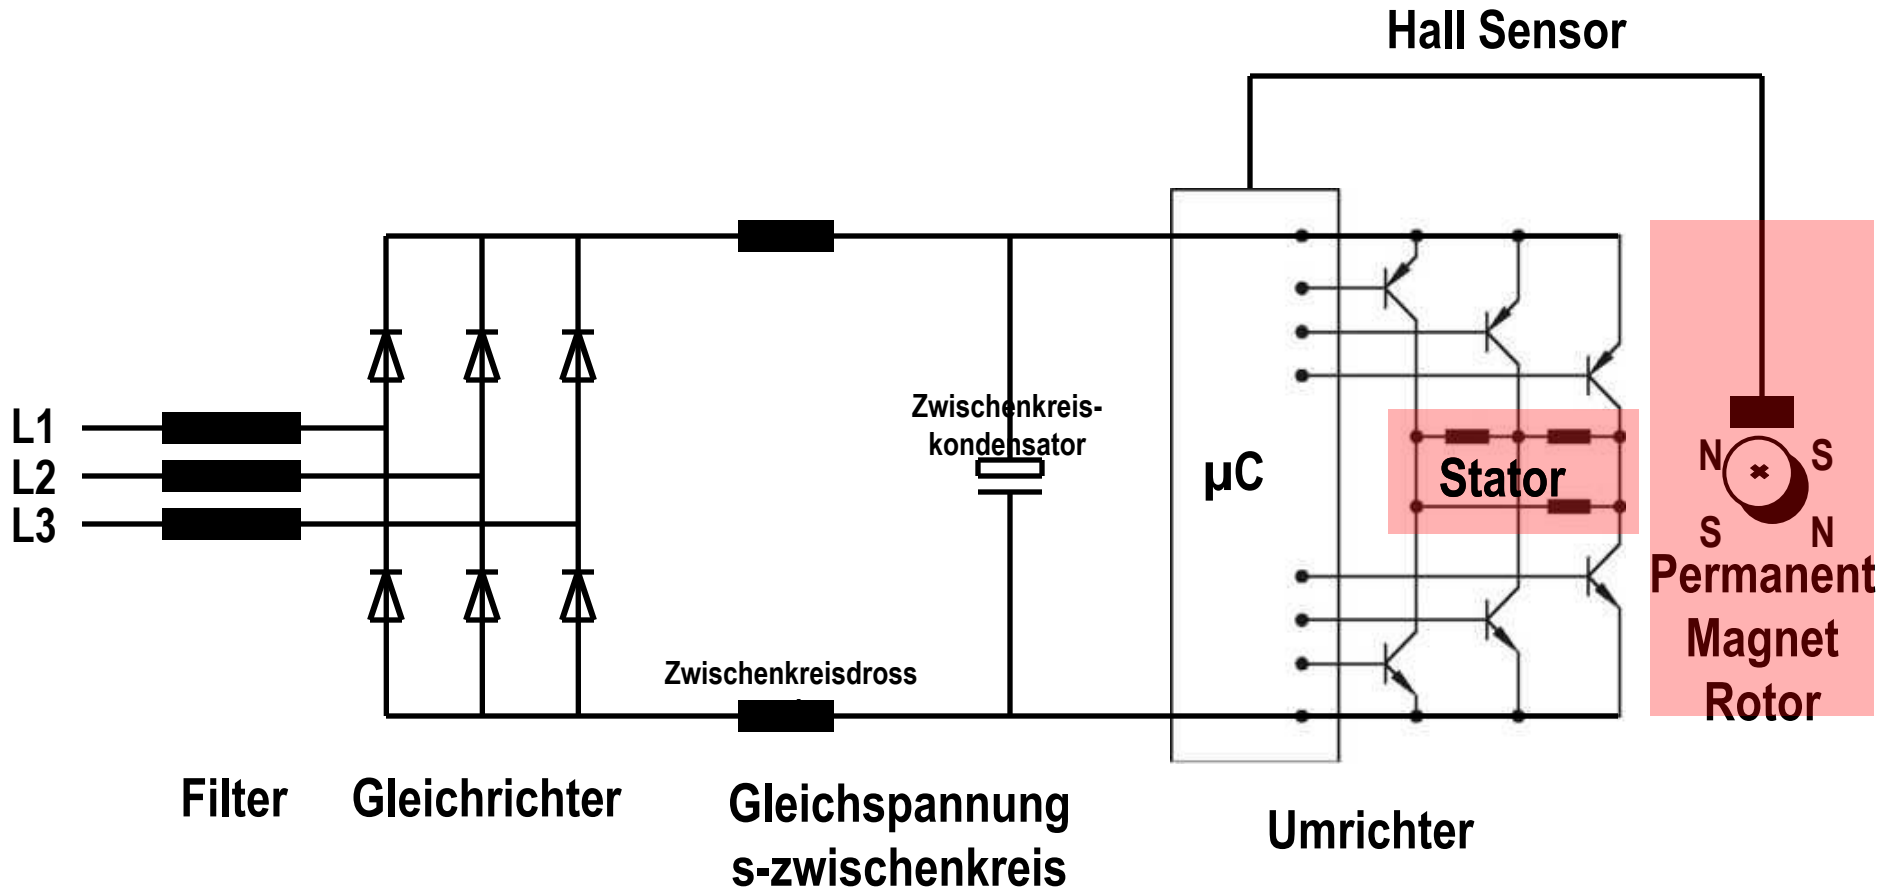 Hall Sensor
L1
L2
L3
Zwischenkreis-
kondensator
µC
Stator
N S
S N
Permanent
Magnet
Rotor
Zwischenkreisdross
Filter
Gleichrichter
Gleichspannung
s-zwischenkreis
Umrichter